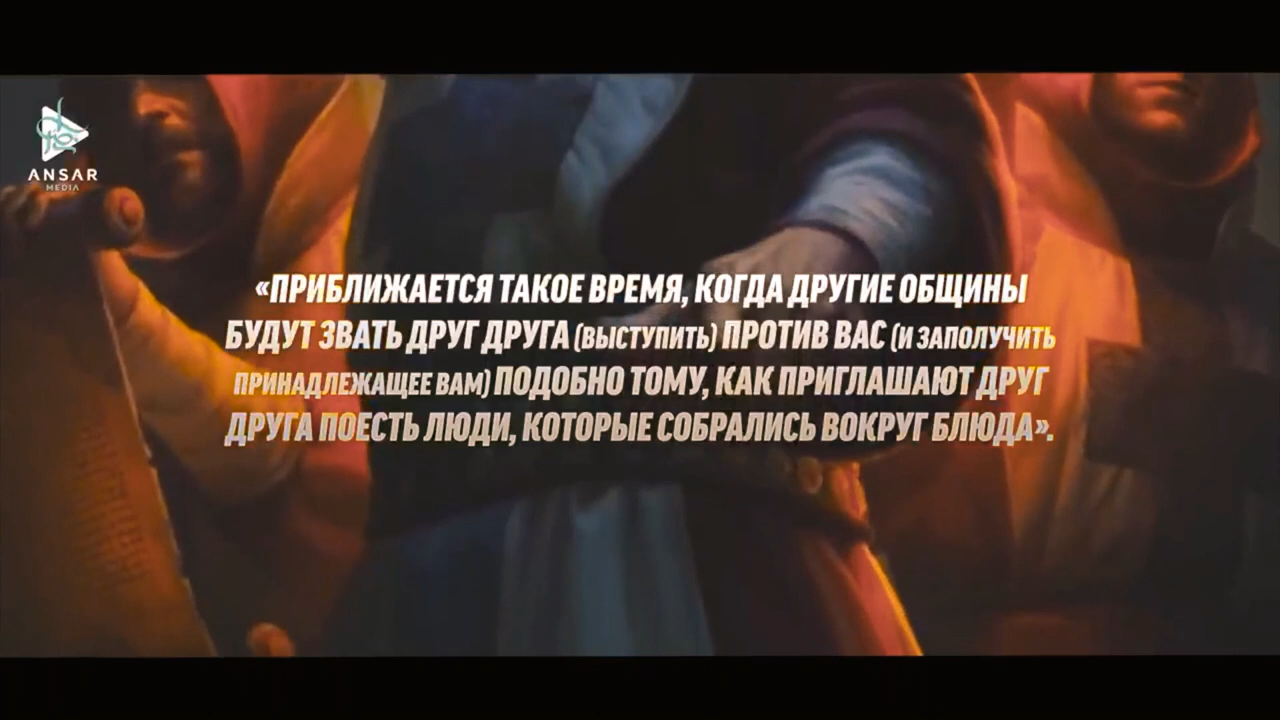 ANSAR
MEDIA
«ПРИБЛИЖАЕТСЯ ТАКОЕ ВРЕМЯ, КОГДА ДРУГИЕ ОБЩИНЫ
БУДУТ ЗВАТЬ ДРУГ ДРУГА (ВЫСТУПИТЬ) ПРОТИВ ВАС (И ЗАПОЛУЧИТЬ
ПРИНАДЛЕЖАЩЕЕ ВАМ) ПОДОБНО ТОМУ, КАК ПРИГЛАШАЮТ ДРУГ
ДРУГА ПОЕСТЬ ЛЮДИ, КОТОРЫЕ СОБРАЛИСЬ ВОКРУГ БЛЮДА».